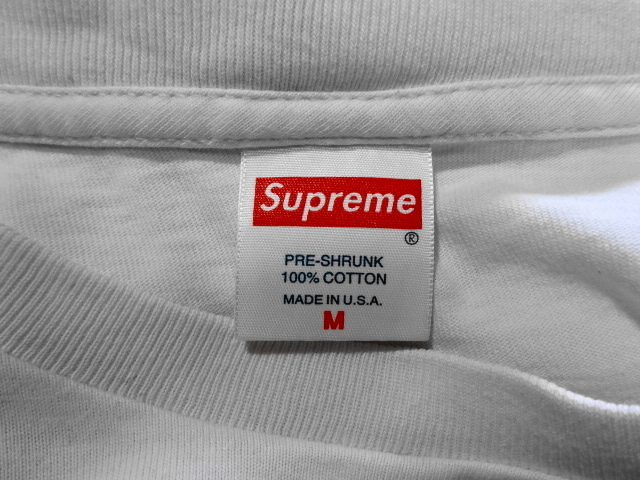 Supreme
®
PRE-SHRUNK
100% COTTON
MADE IN U.S.A.
M